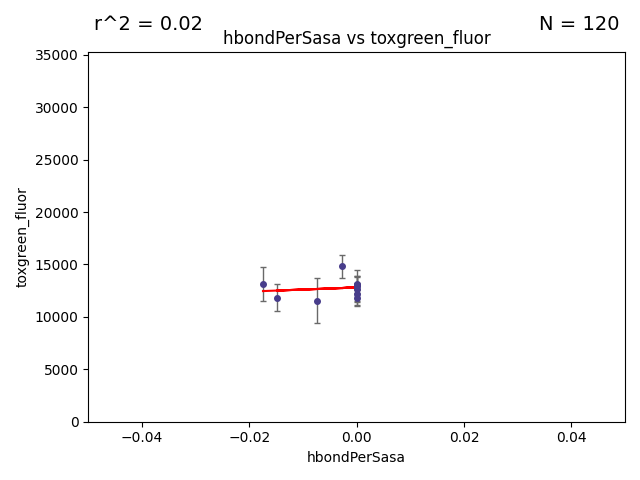 r^2 = 0.02
N = 120
hbondPerSasa vs toxgreen_fluor
35000
30000
25000
20000
15000
10000
5000
0
toxgreen_fluor
−0.04
−0.02
0.00
0.02
0.04
hbondPerSasa